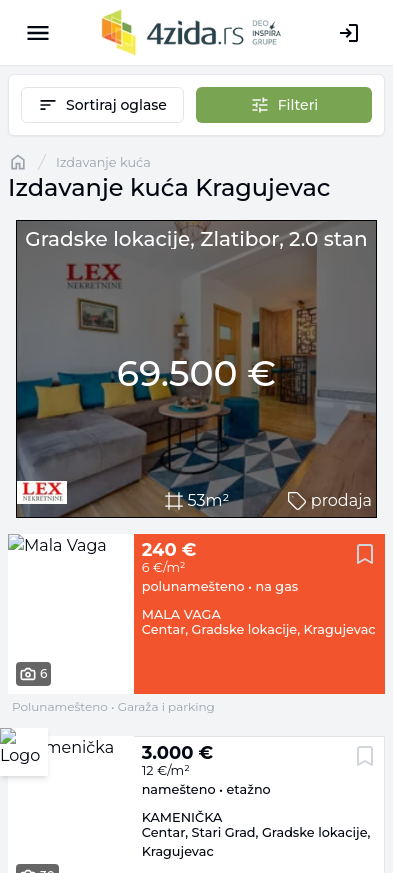 4zida.rs
DEO
INSPIRA
GRUPE
Sortiraj oglase
Filteri
/ Izdavanje kuća
Izdavanje kuća Kragujevac
Gradske lokacije, Zlatibor, 2.0 stan
LEX
NEKRETNINE
69.500 €
LEX
NEKRETNINE
53m²
prodaja
Mala Vaga
6
240 €
6 €/m²
polunamešteno • na gas
MALA VAGA
Centar, Gradske lokacije, Kragujevac
Polunamešteno • Garaža i parking
Logo
menička
3.000 €
12 €/m²
namešteno • etažno
KAMENIČKA
Centar, Stari Grad, Gradske lokacije,
Kragujevac